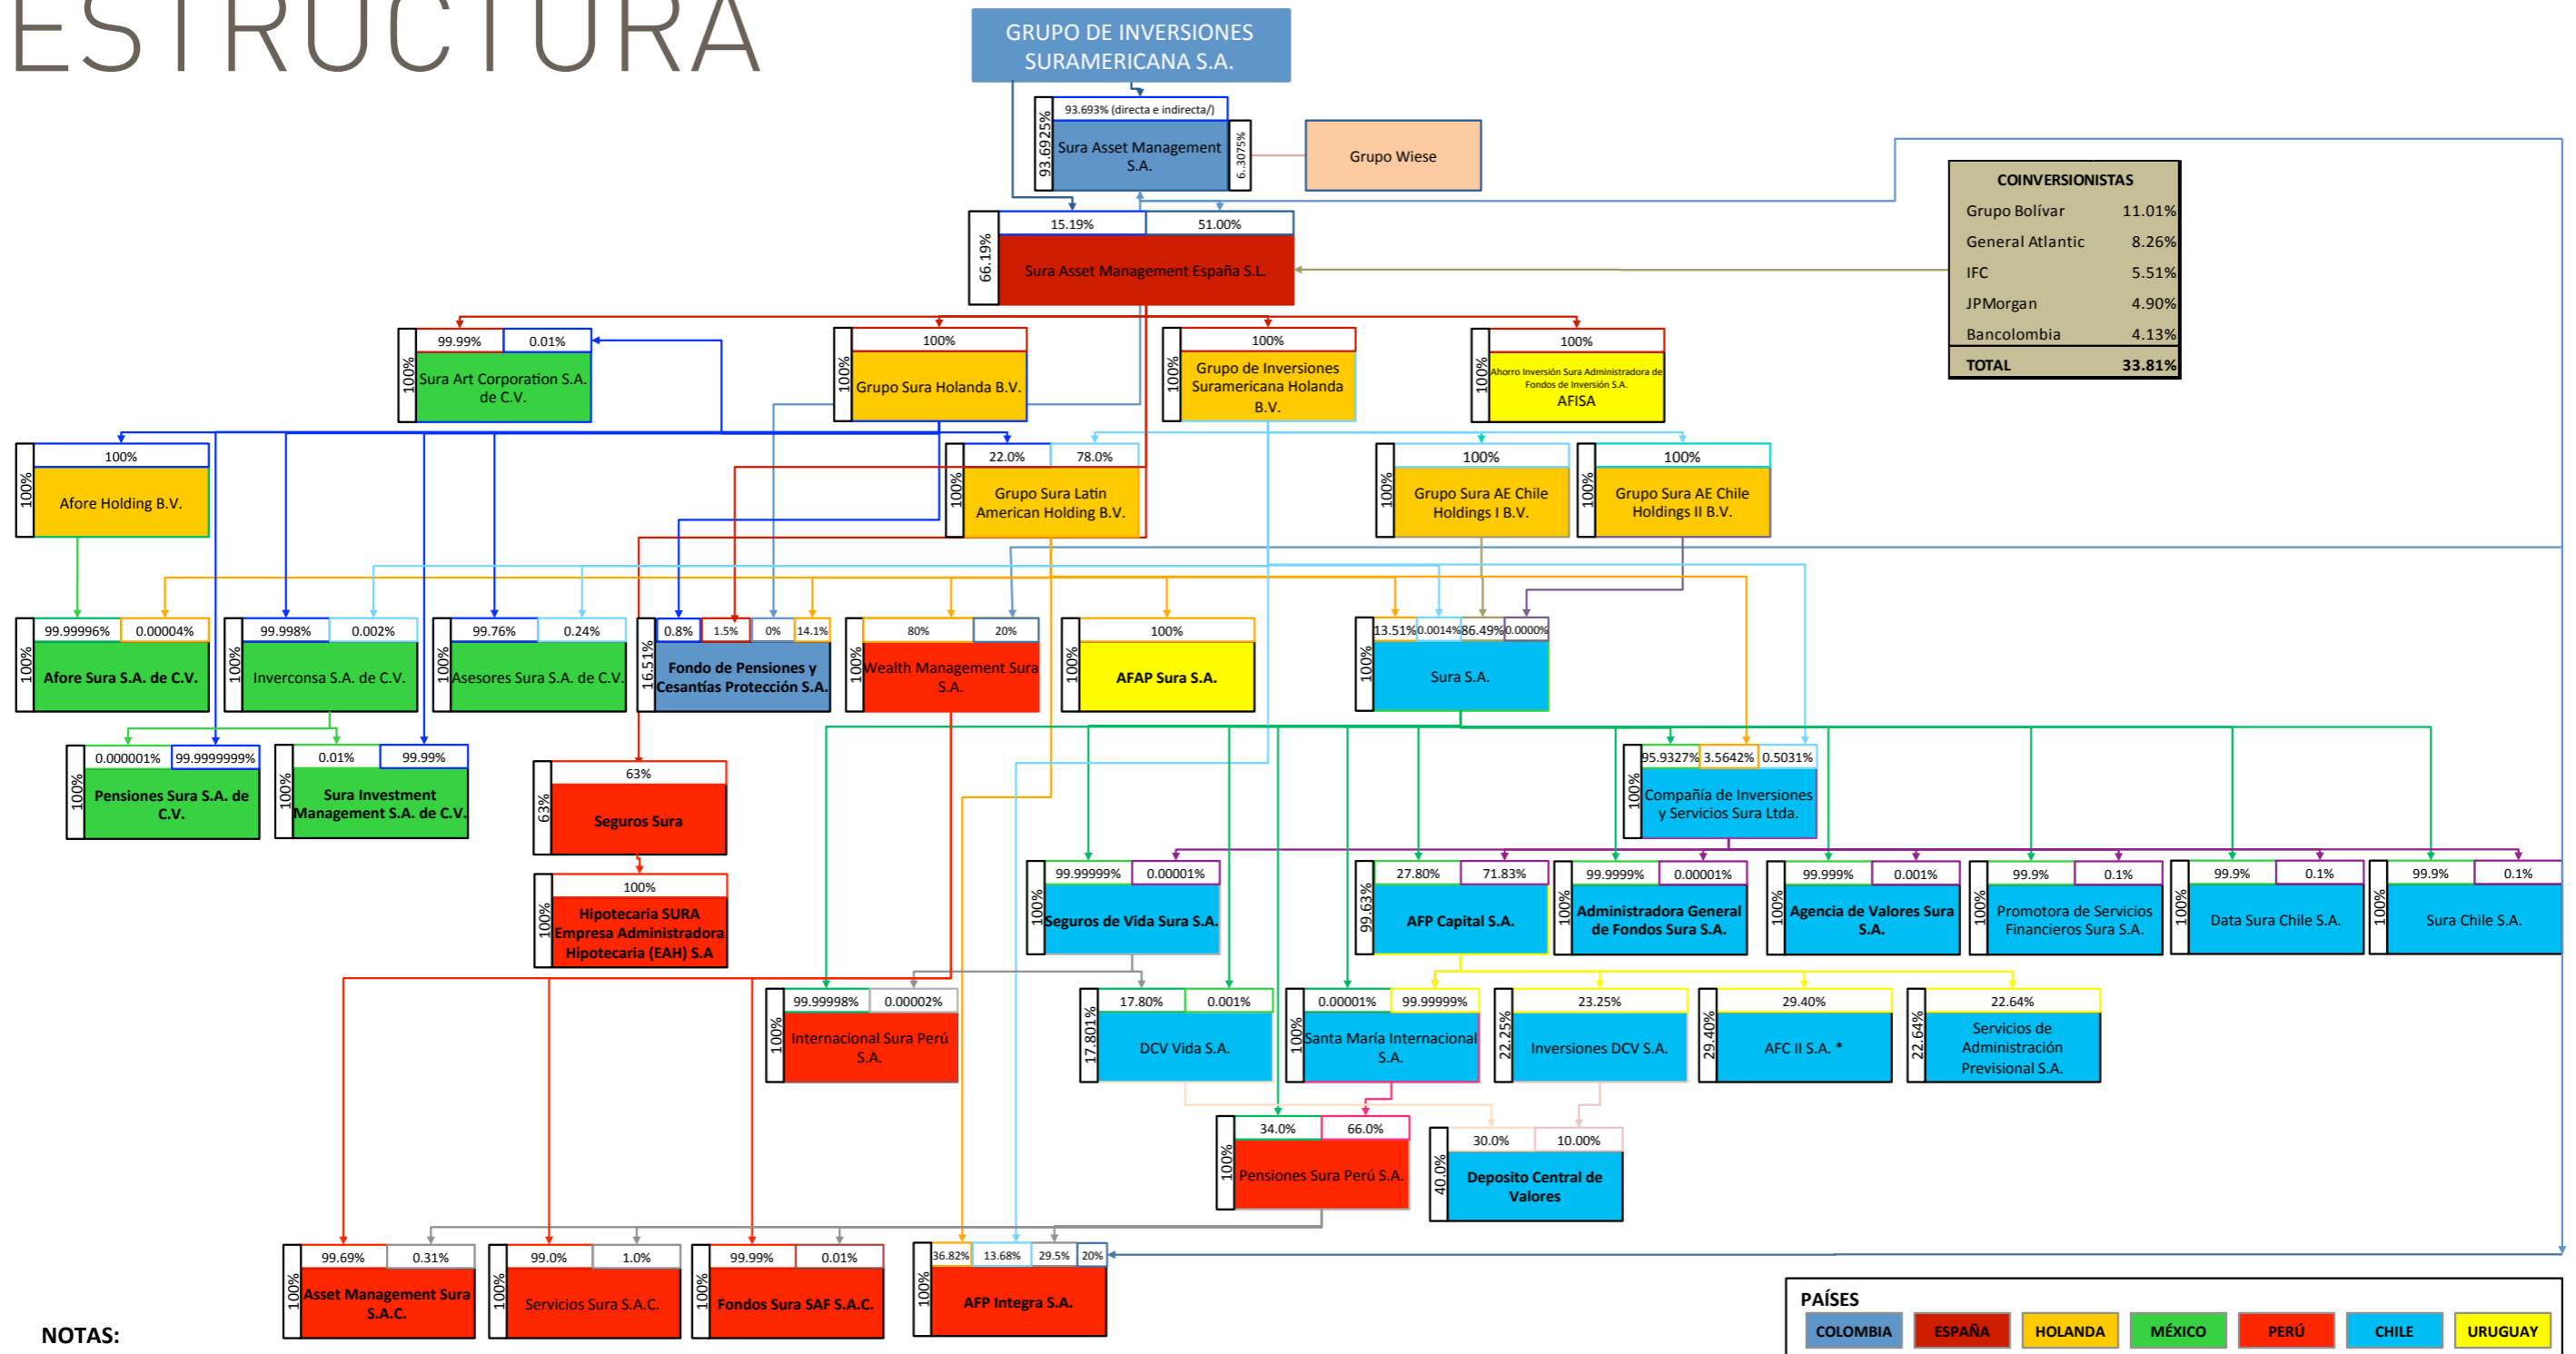 ESTRUCTURA
GRUPO DE INVERSIONES
SURAMERICANA S.A.
93.693% (directa e indirecta/)
93.6925%
Sura Asset Management
S.A.
6.3075%
Grupo Wiese
COINVERSIONISTAS
Grupo Bolívar 11.01%
General Atlantic 8.26%
IFC 5.51%
JPMorgan 4.90%
Bancolombia 4.13%
TOTAL 33.81%
15.19% 51.00%
66.19%
Sura Asset Management España S.L.
99.99% 0.01%
100%
Sura Art Corporation S.A.
de C.V.
100%
100%
Grupo Sura Holanda B.V.
100%
100%
Grupo de Inversiones
Suramericana Holanda
B.V.
100%
100%
Ahorro Inversión Sura Administradora de
Fondos de Inversión S.A.
AFISA
100%
100%
Afore Holding B.V.
22.0% 78.0%
100%
Grupo Sura Latin
American Holding B.V.
100%
100%
Grupo Sura AE Chile
Holdings I B.V.
100%
100%
Grupo Sura AE Chile
Holdings II B.V.
99.99996% 0.00004%
100%
Afore Sura S.A. de C.V.
99.998% 0.002%
100%
Inverconsa S.A. de C.V.
99.76% 0.24%
100%
Asesores Sura S.A. de C.V.
0.8% 1.5% 0% 14.1%
16.51%
Fondo de Pensiones y
Cesantías Protección S.A.
80% 20%
100%
Wealth Management Sura
S.A.
100%
100%
AFAP Sura S.A.
13.51% 0.0014% 86.49% 0.0000%
100%
Sura S.A.
0.000001% 99.9999999%
100%
Pensiones Sura S.A. de
C.V.
0.01% 99.99%
100%
Sura Investment
Management S.A. de C.V.
63%
63%
Seguros Sura
95.9327% 3.5642% 0.5031%
100%
Compañía de Inversiones
y Servicios Sura Ltda.
100%
100%
Hipotecaria SURA
Empresa Administradora
Hipotecaria (EAH) S.A
99.99999% 0.00001%
100%
Seguros de Vida Sura S.A.
27.80% 71.83%
99.63%
AFP Capital S.A.
99.9999% 0.00001%
100%
Administradora General
de Fondos Sura S.A.
99.999% 0.001%
100%
Agencia de Valores Sura
S.A.
99.9% 0.1%
100%
Promotora de Servicios
Financieros Sura S.A.
99.9% 0.1%
100%
Data Sura Chile S.A.
99.9% 0.1%
100%
Sura Chile S.A.
99.99998% 0.00002%
100%
Internacional Sura Perú
S.A.
17.80% 0.001%
17.801%
DCV Vida S.A.
0.00001% 99.99999%
100%
Santa María Internacional
S.A.
23.25%
22.25%
Inversiones DCV S.A.
29.40%
29.40%
AFC II S.A. *
22.64%
22.64%
Servicios de
Administración
Previsional S.A.
34.0% 66.0%
100%
Pensiones Sura Perú S.A.
30.0% 10.00%
40.0%
Deposito Central de
Valores
99.69% 0.31%
100%
Asset Management Sura
S.A.C.
99.0% 1.0%
100%
Servicios Sura S.A.C.
99.99% 0.01%
100%
Fondos Sura SAF S.A.C.
36.82% 13.68% 29.5% 20%
100%
AFP Integra S.A.
NOTAS:
PAÍSES
COLOMBIA ESPAÑA HOLANDA MÉXICO PERÚ CHILE URUGUAY